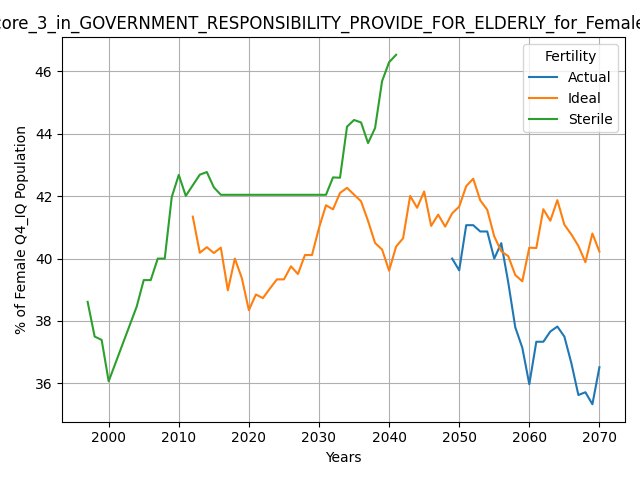 core_3_in_GOVERNMENT_RESPONSIBILITY_PROVIDE_FOR_ELDERLY_for_Female
Fertility
Actual
Ideal
Sterile
% of Female Q4_IQ Population
46
44
42
40
38
36
2000 2010 2020 2030 2040 2050 2060 2070
Years